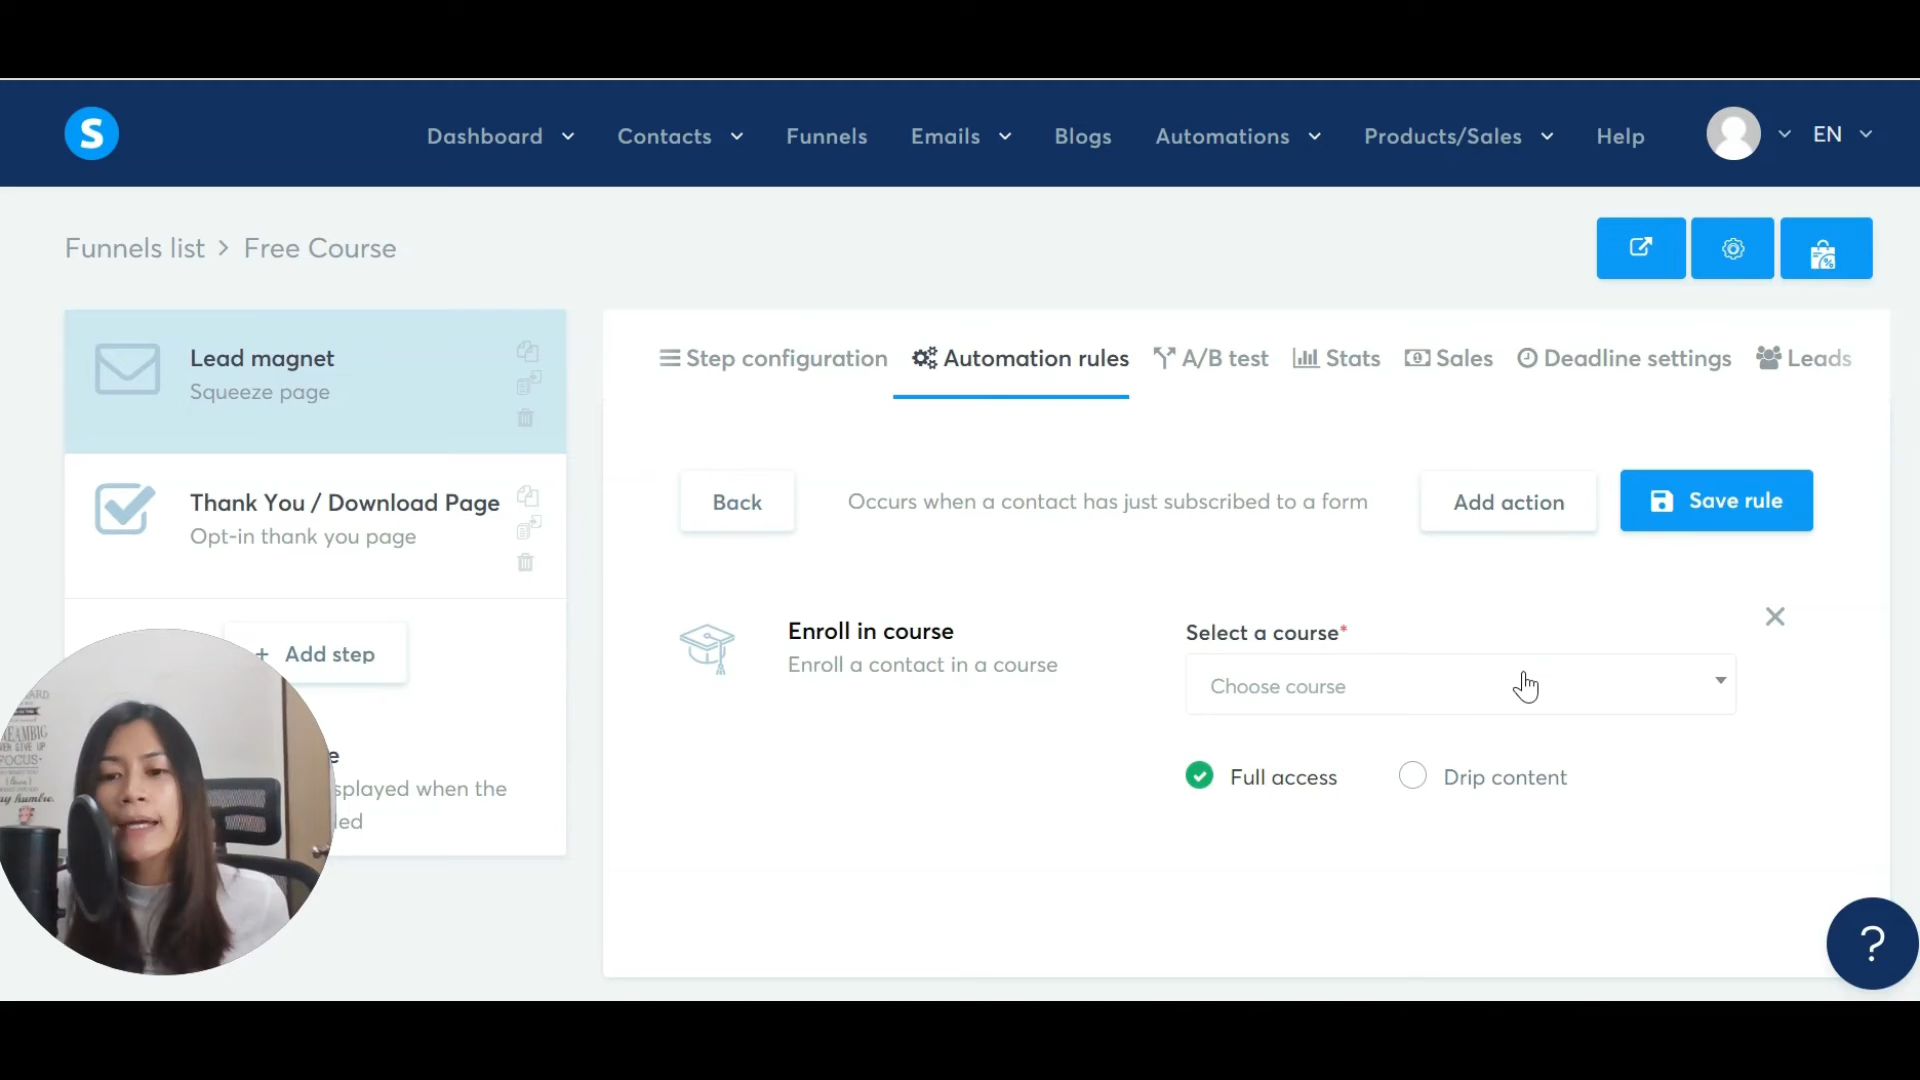 S
Dashboard Contacts Funnels Emails Blogs Automations Products/Sales Help EN
Funnels list > Free Course
Lead magnet
Squeeze page
Thank You / Download Page
Opt-in thank you page
+ Add step
e
splayed when the
led
Step configuration Automation rules A/B test Stats Sales Deadline settings Leads
Back Occurs when a contact has just subscribed to a form Add action Save rule
Enroll in course
Enroll a contact in a course
Select a course*
Choose course
Full access Drip content
?
FOCUS